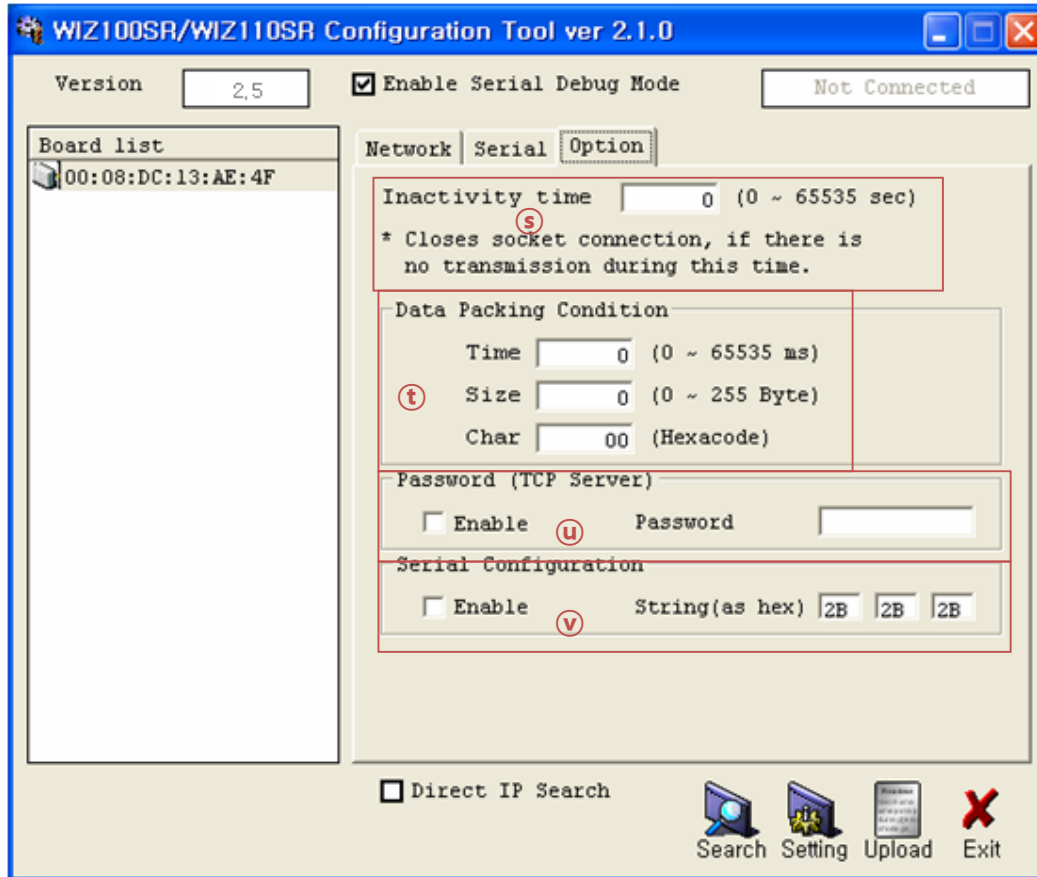 WIZ100SR/WIZ110SR Configuration Tool ver 2.1.0
Version 2,5 Enable Serial Debug Mode Not Connected
Board list
00:08:DC:13:AE:4F
Network Serial Option
Inactivity time 0 (0 ~ 65535 sec)
ⓢ
* Closes socket connection, if there is
no transmission during this time.
Data Packing Condition
Time 0 (0 ~ 65535 ms)
ⓣ Size 0 (0 ~ 255 Byte)
Char 00 (Hexacode)
Password (TCP Server)
Enable ⓤ Password
Serial Configuration
Enable ⓥ String(as hex) 2B 2B 2B
Direct IP Search
Search Setting Upload Exit